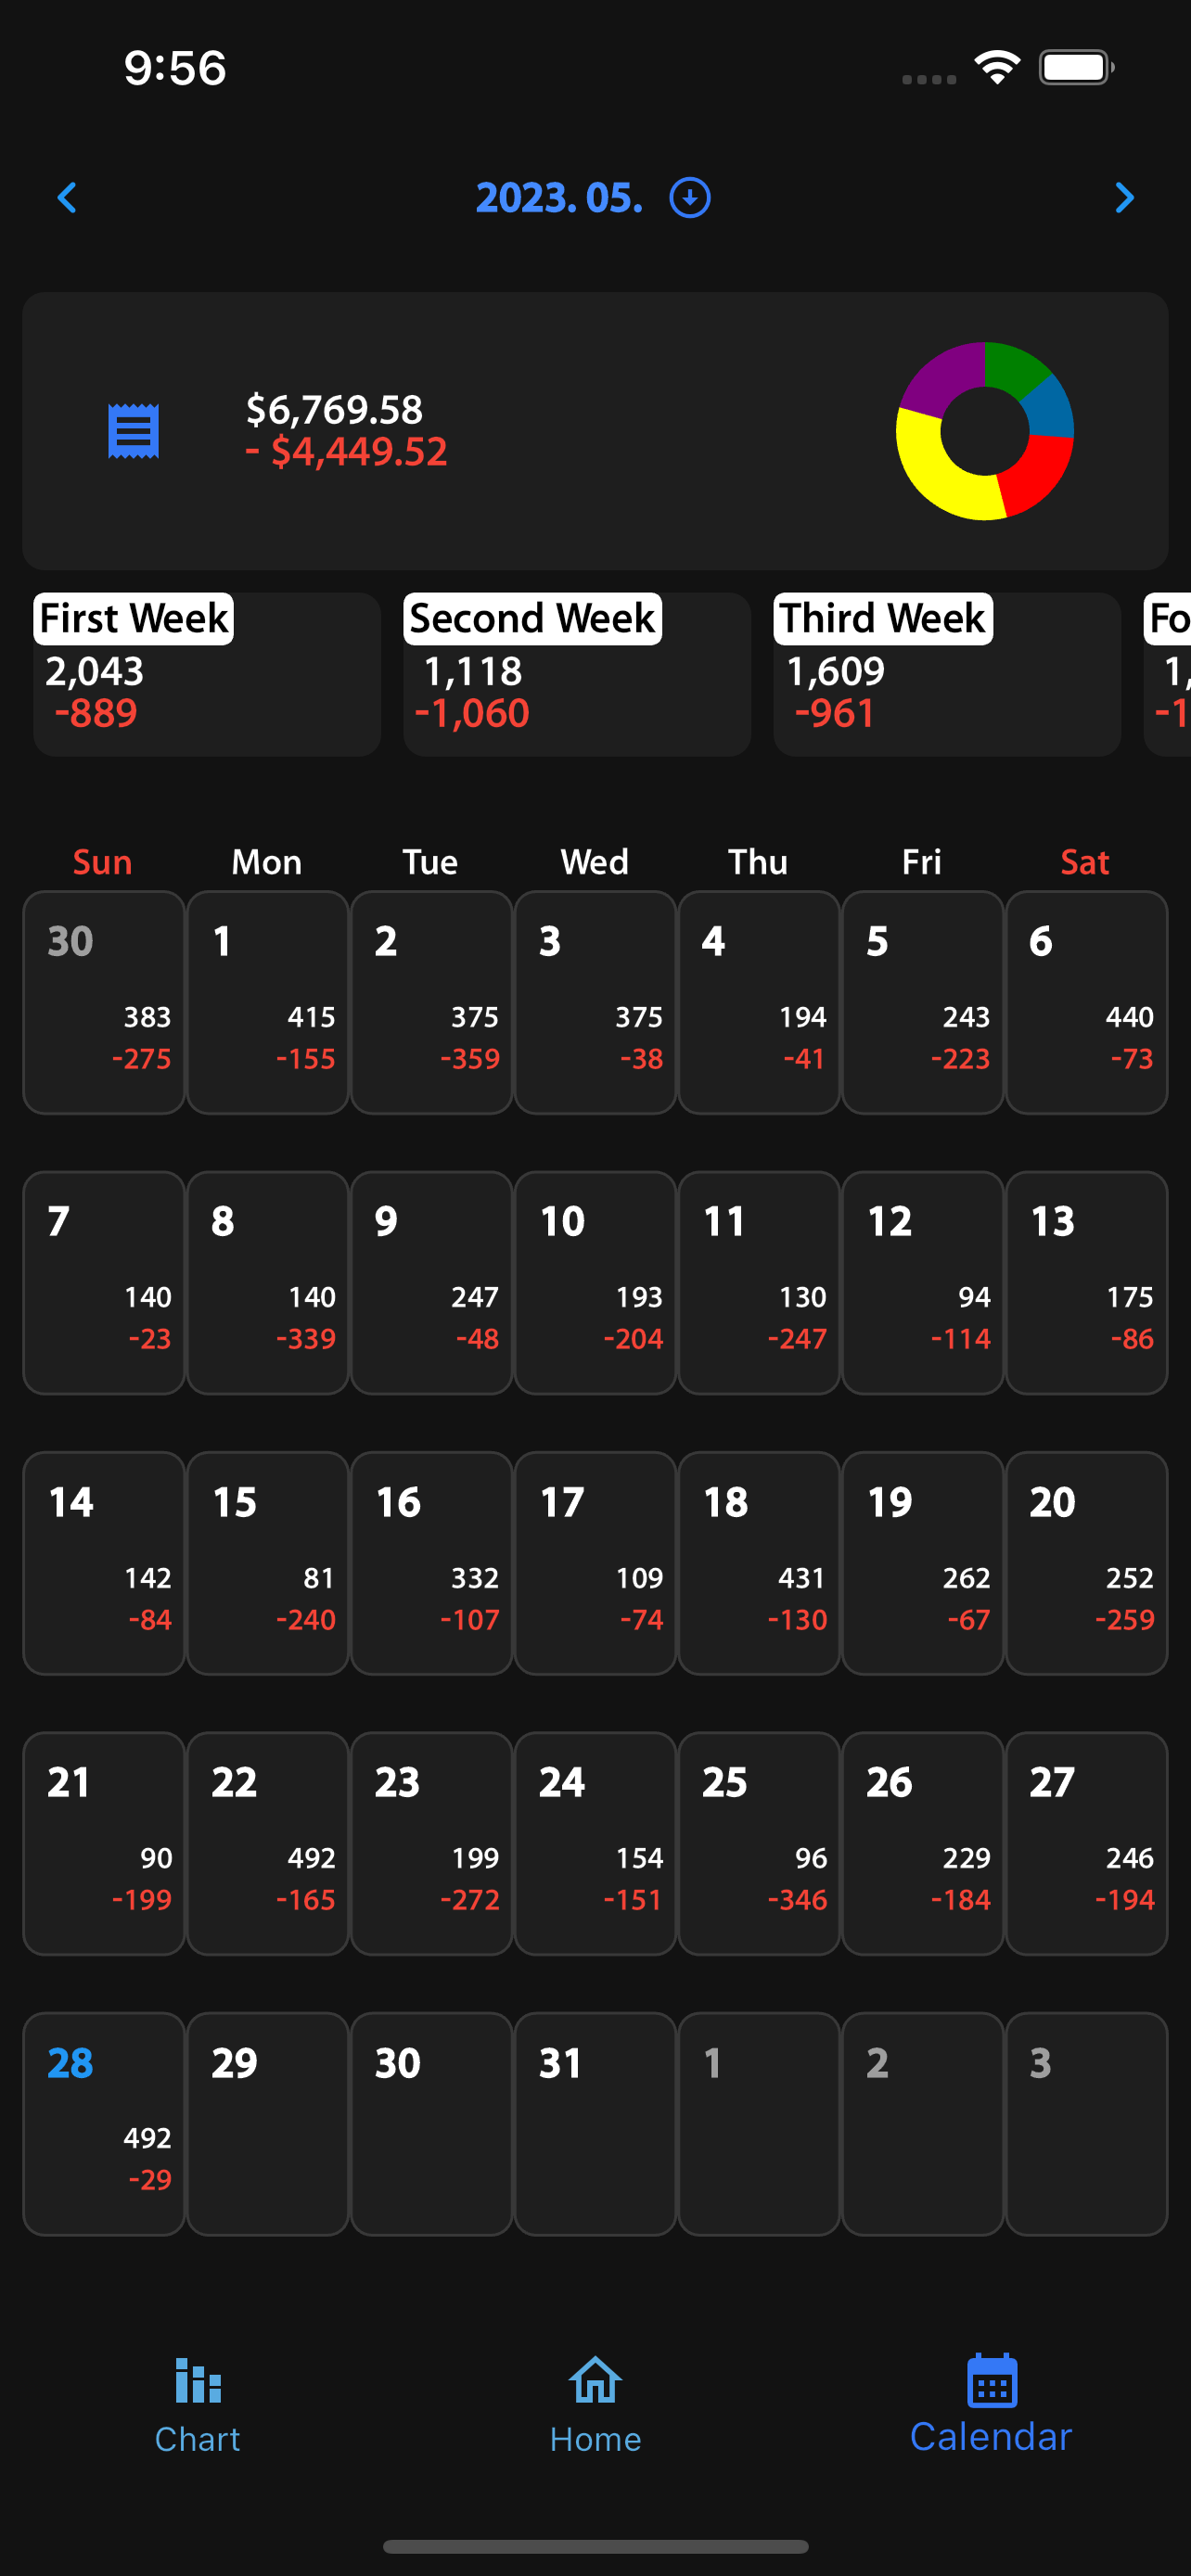 9:56
2023. 05.
$6,769.58
- $4,449.52
First Week Second Week Third Week Fo
2,043 1,118 1,609 1,
-889 -1,060 -961 -1
Sun Mon Tue Wed Thu Fri Sat
30 1 2 3 4 5 6
383 415 375 375 194 243 440
-275 -155 -359 -38 -41 -223 -73
7 8 9 10 11 12 13
140 140 247 193 130 94 175
-23 -339 -48 -204 -247 -114 -86
14 15 16 17 18 19 20
142 81 332 109 431 262 252
-84 -240 -107 -74 -130 -67 -259
21 22 23 24 25 26 27
90 492 199 154 96 229 246
-199 -165 -272 -151 -346 -184 -194
28 29 30 31 1 2 3
492
-29
Chart Home Calendar